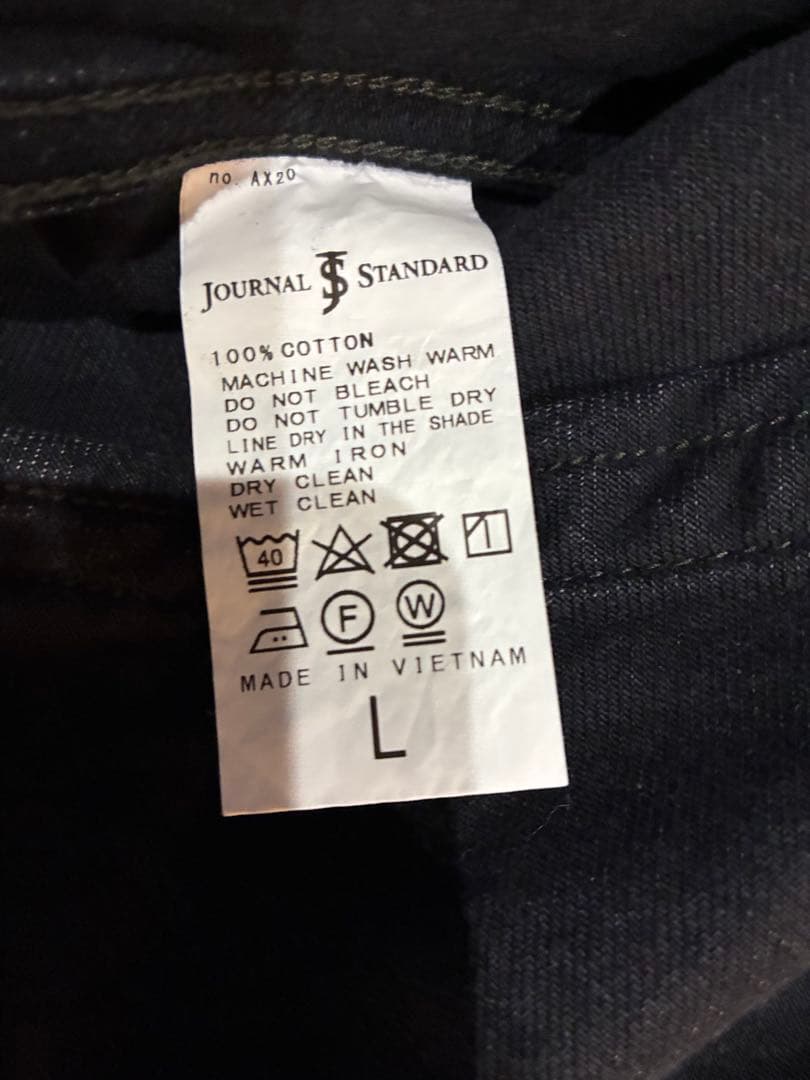 no. AX20
JOURNAL JS STANDARD
100% COTTON
MACHINE WASH WARM
DO NOT BLEACH
DO NOT TUMBLE DRY
LINE DRY IN THE SHADE
WARM IRON
DRY CLEAN
WET CLEAN
40
F W
MADE IN VIETNAM
L